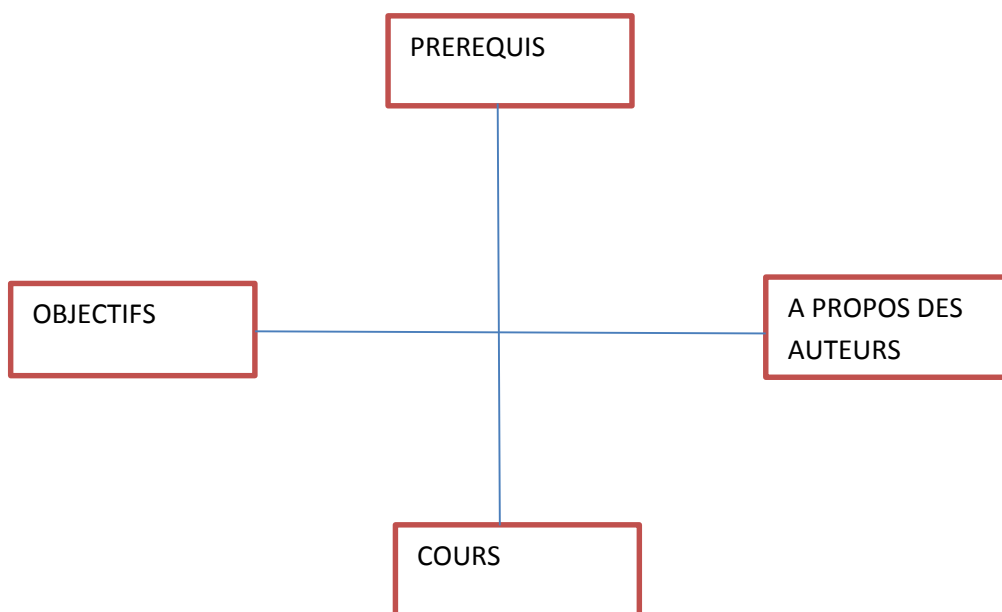 PREREQUIS
OBJECTIFS
A PROPOS DES
AUTEURS
COURS